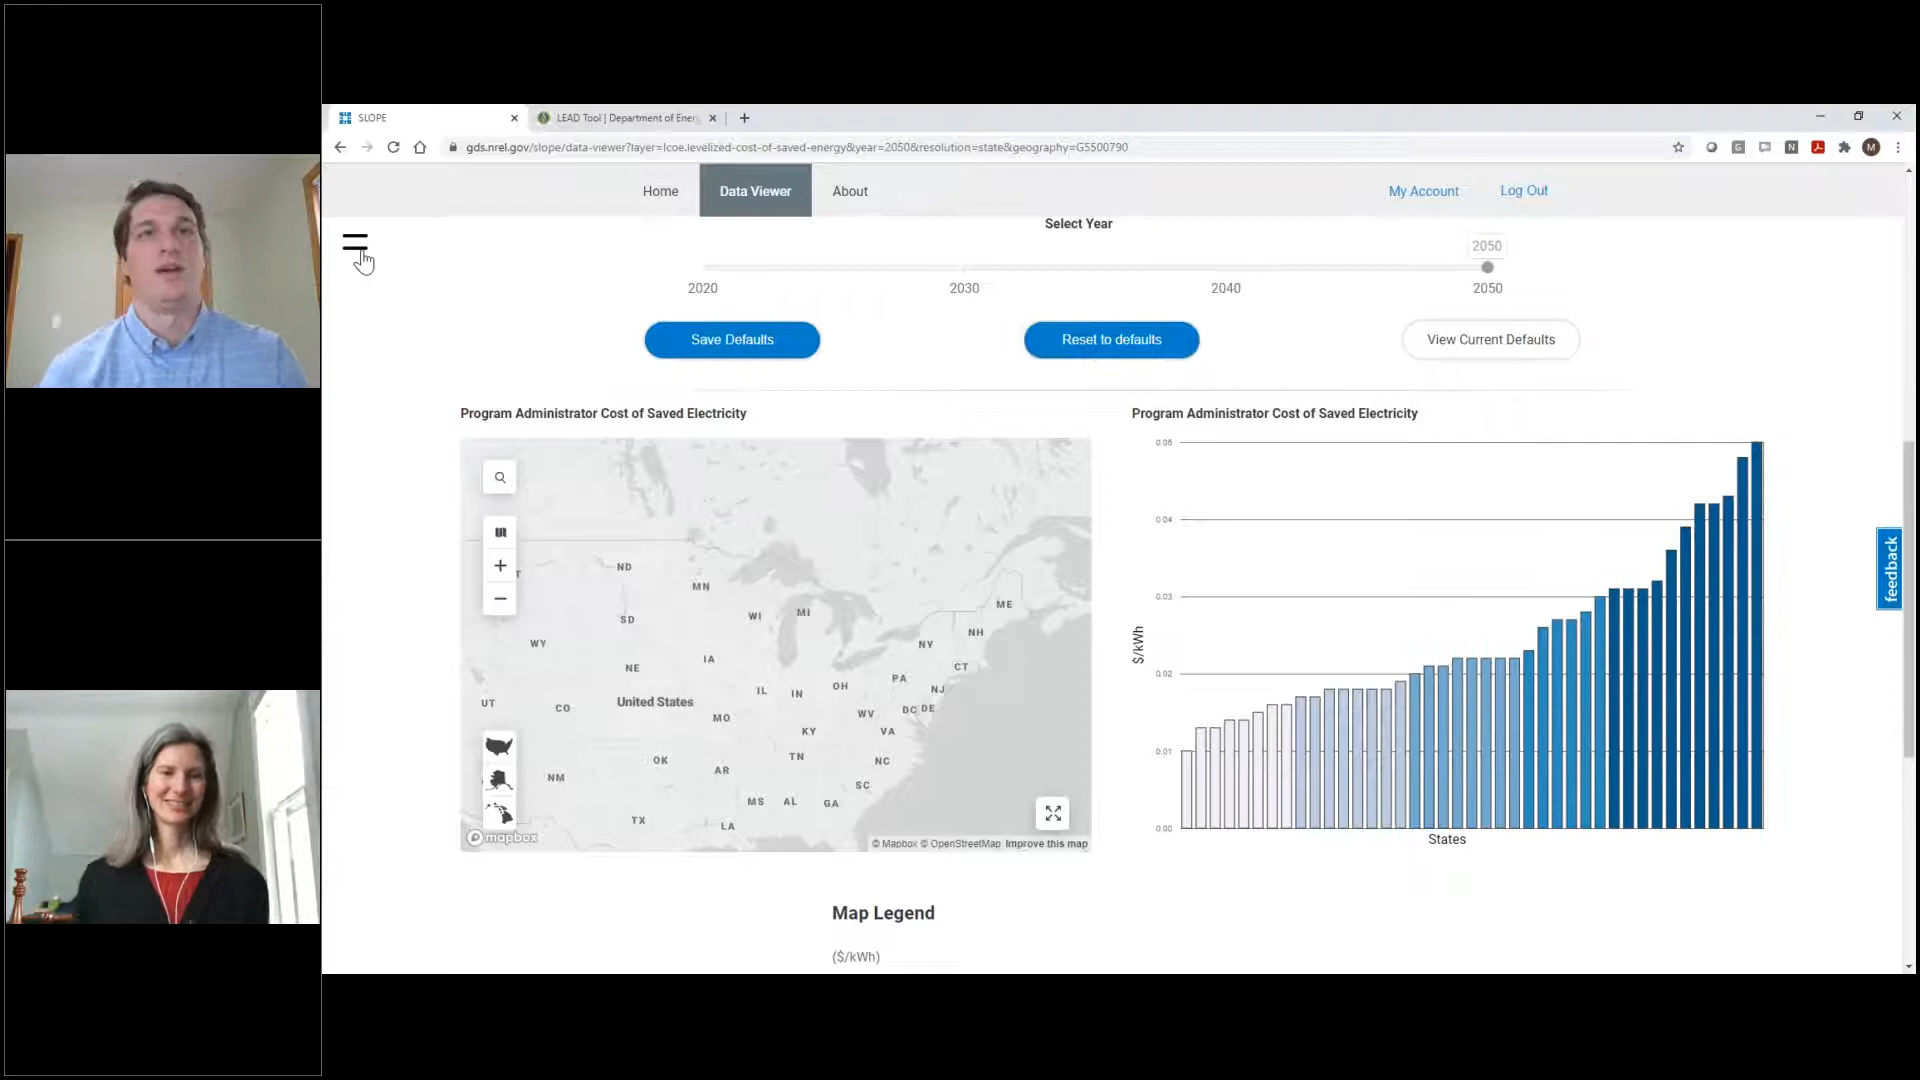 SLOPE
LEAD Tool | Department of Ener
gds.nrel.gov/slope/data-viewer?layer=lcoe.levelized-cost-of-saved-energy&year=2050&resolution=state&geography=G5500790
M
Home
Data Viewer
About
My Account
Log Out
Select Year
2050
2020
2030
2040
2050
Save Defaults
Reset to defaults
View Current Defaults
Program Administrator Cost of Saved Electricity
ND
MN
ME
WI
MI
SD
NH
WY
NY
IA
CT
NE
PA
OH
NJ
IL
IN
United States
UT
CO
DC
DE
WV
MO
KY
VA
TN
OK
NC
AR
NM
SC
MS
AL
GA
TX
LA
mapbox
© Mapbox © OpenStreetMap Improve this map
Program Administrator Cost of Saved Electricity
$/kWh
0.05
0.04
0.03
0.02
0.01
0.00
States
feedback
Map Legend
($/kWh)